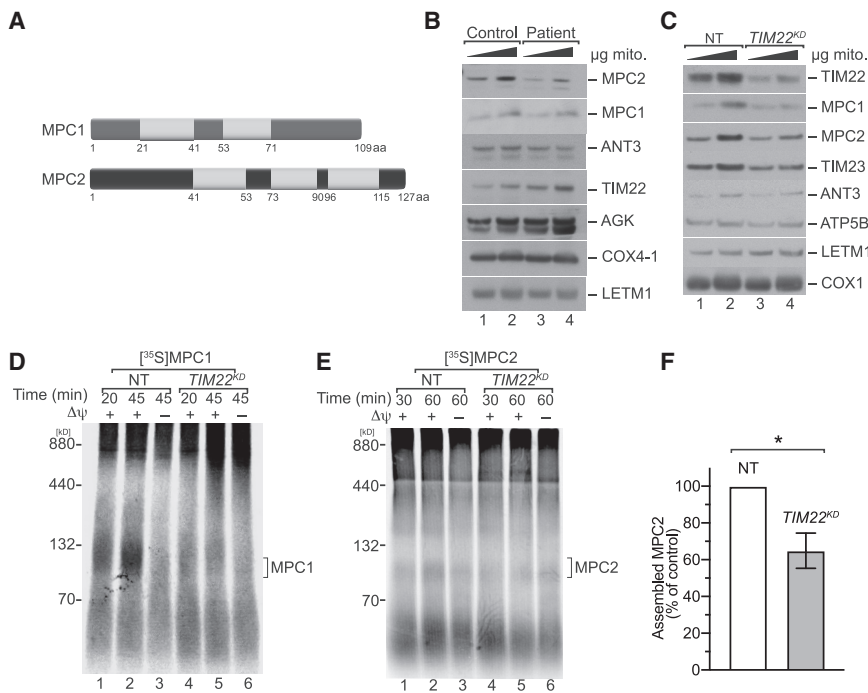 A
MPC1
1 21 41 53 71 109aa
MPC2
1 41 53 73 90 96 115 127aa
B
Control Patient
µg mito.
MPC2
MPC1
ANT3
TIM22
AGK
COX4-1
LETM1
1 2 3 4
C
NT TIM22KD
µg mito.
TIM22
MPC1
MPC2
TIM23
ANT3
ATP5B
LETM1
COX1
1 2 3 4
D
[35S]MPC1
NT TIM22KD
Time (min) 20 45 45 20 45 45
Δψ + + − + + −
[kD]
880
440
132
70
MPC1
1 2 3 4 5 6
E
[35S]MPC2
NT TIM22KD
Time (min) 30 60 60 30 60 60
Δψ + + − + + −
[kD]
880
440
132
70
MPC2
1 2 3 4 5 6
F
*
NT
TIM22KD
Assembled MPC2
(% of control)
100
80
60
40
20
0